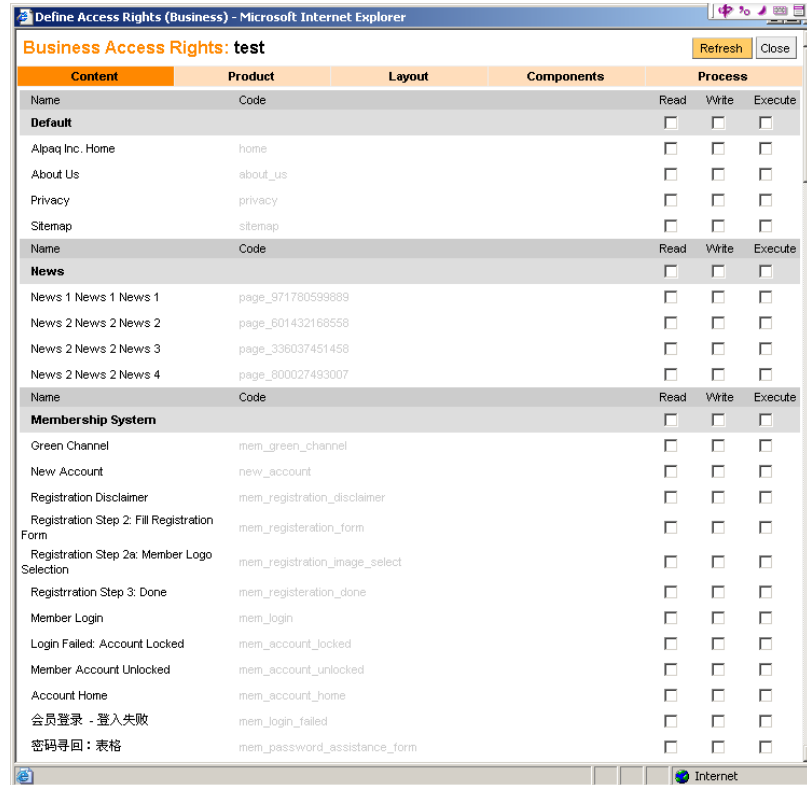 Define Access Rights (Business) - Microsoft Internet Explorer
中
Business Access Rights: test
Refresh Close
Content Product Layout Components Process
Name Code Read Write Execute
Default
Alpaq Inc. Home home
About Us about_us
Privacy privacy
Sitemap sitemap
Name Code Read Write Execute
News
News 1 News 1 News 1 page_971780599889
News 2 News 2 News 2 page_601432168558
News 2 News 2 News 3 page_336037451458
News 2 News 2 News 4 page_800027493007
Name Code Read Write Execute
Membership System
Green Channel mem_green_channel
New Account new_account
Registration Disclaimer mem_registration_disclaimer
Registration Step 2: Fill Registration
Form mem_registeration_form
Registration Step 2a: Member Logo
Selection mem_registration_image_select
Registrration Step 3: Done mem_registeration_done
Member Login mem_login
Login Failed: Account Locked mem_account_locked
Member Account Unlocked mem_account_unlocked
Account Home mem_account_home
会员登录 - 登入失败 mem_login_failed
密码寻回：表格 mem_password_assistance_form
Internet